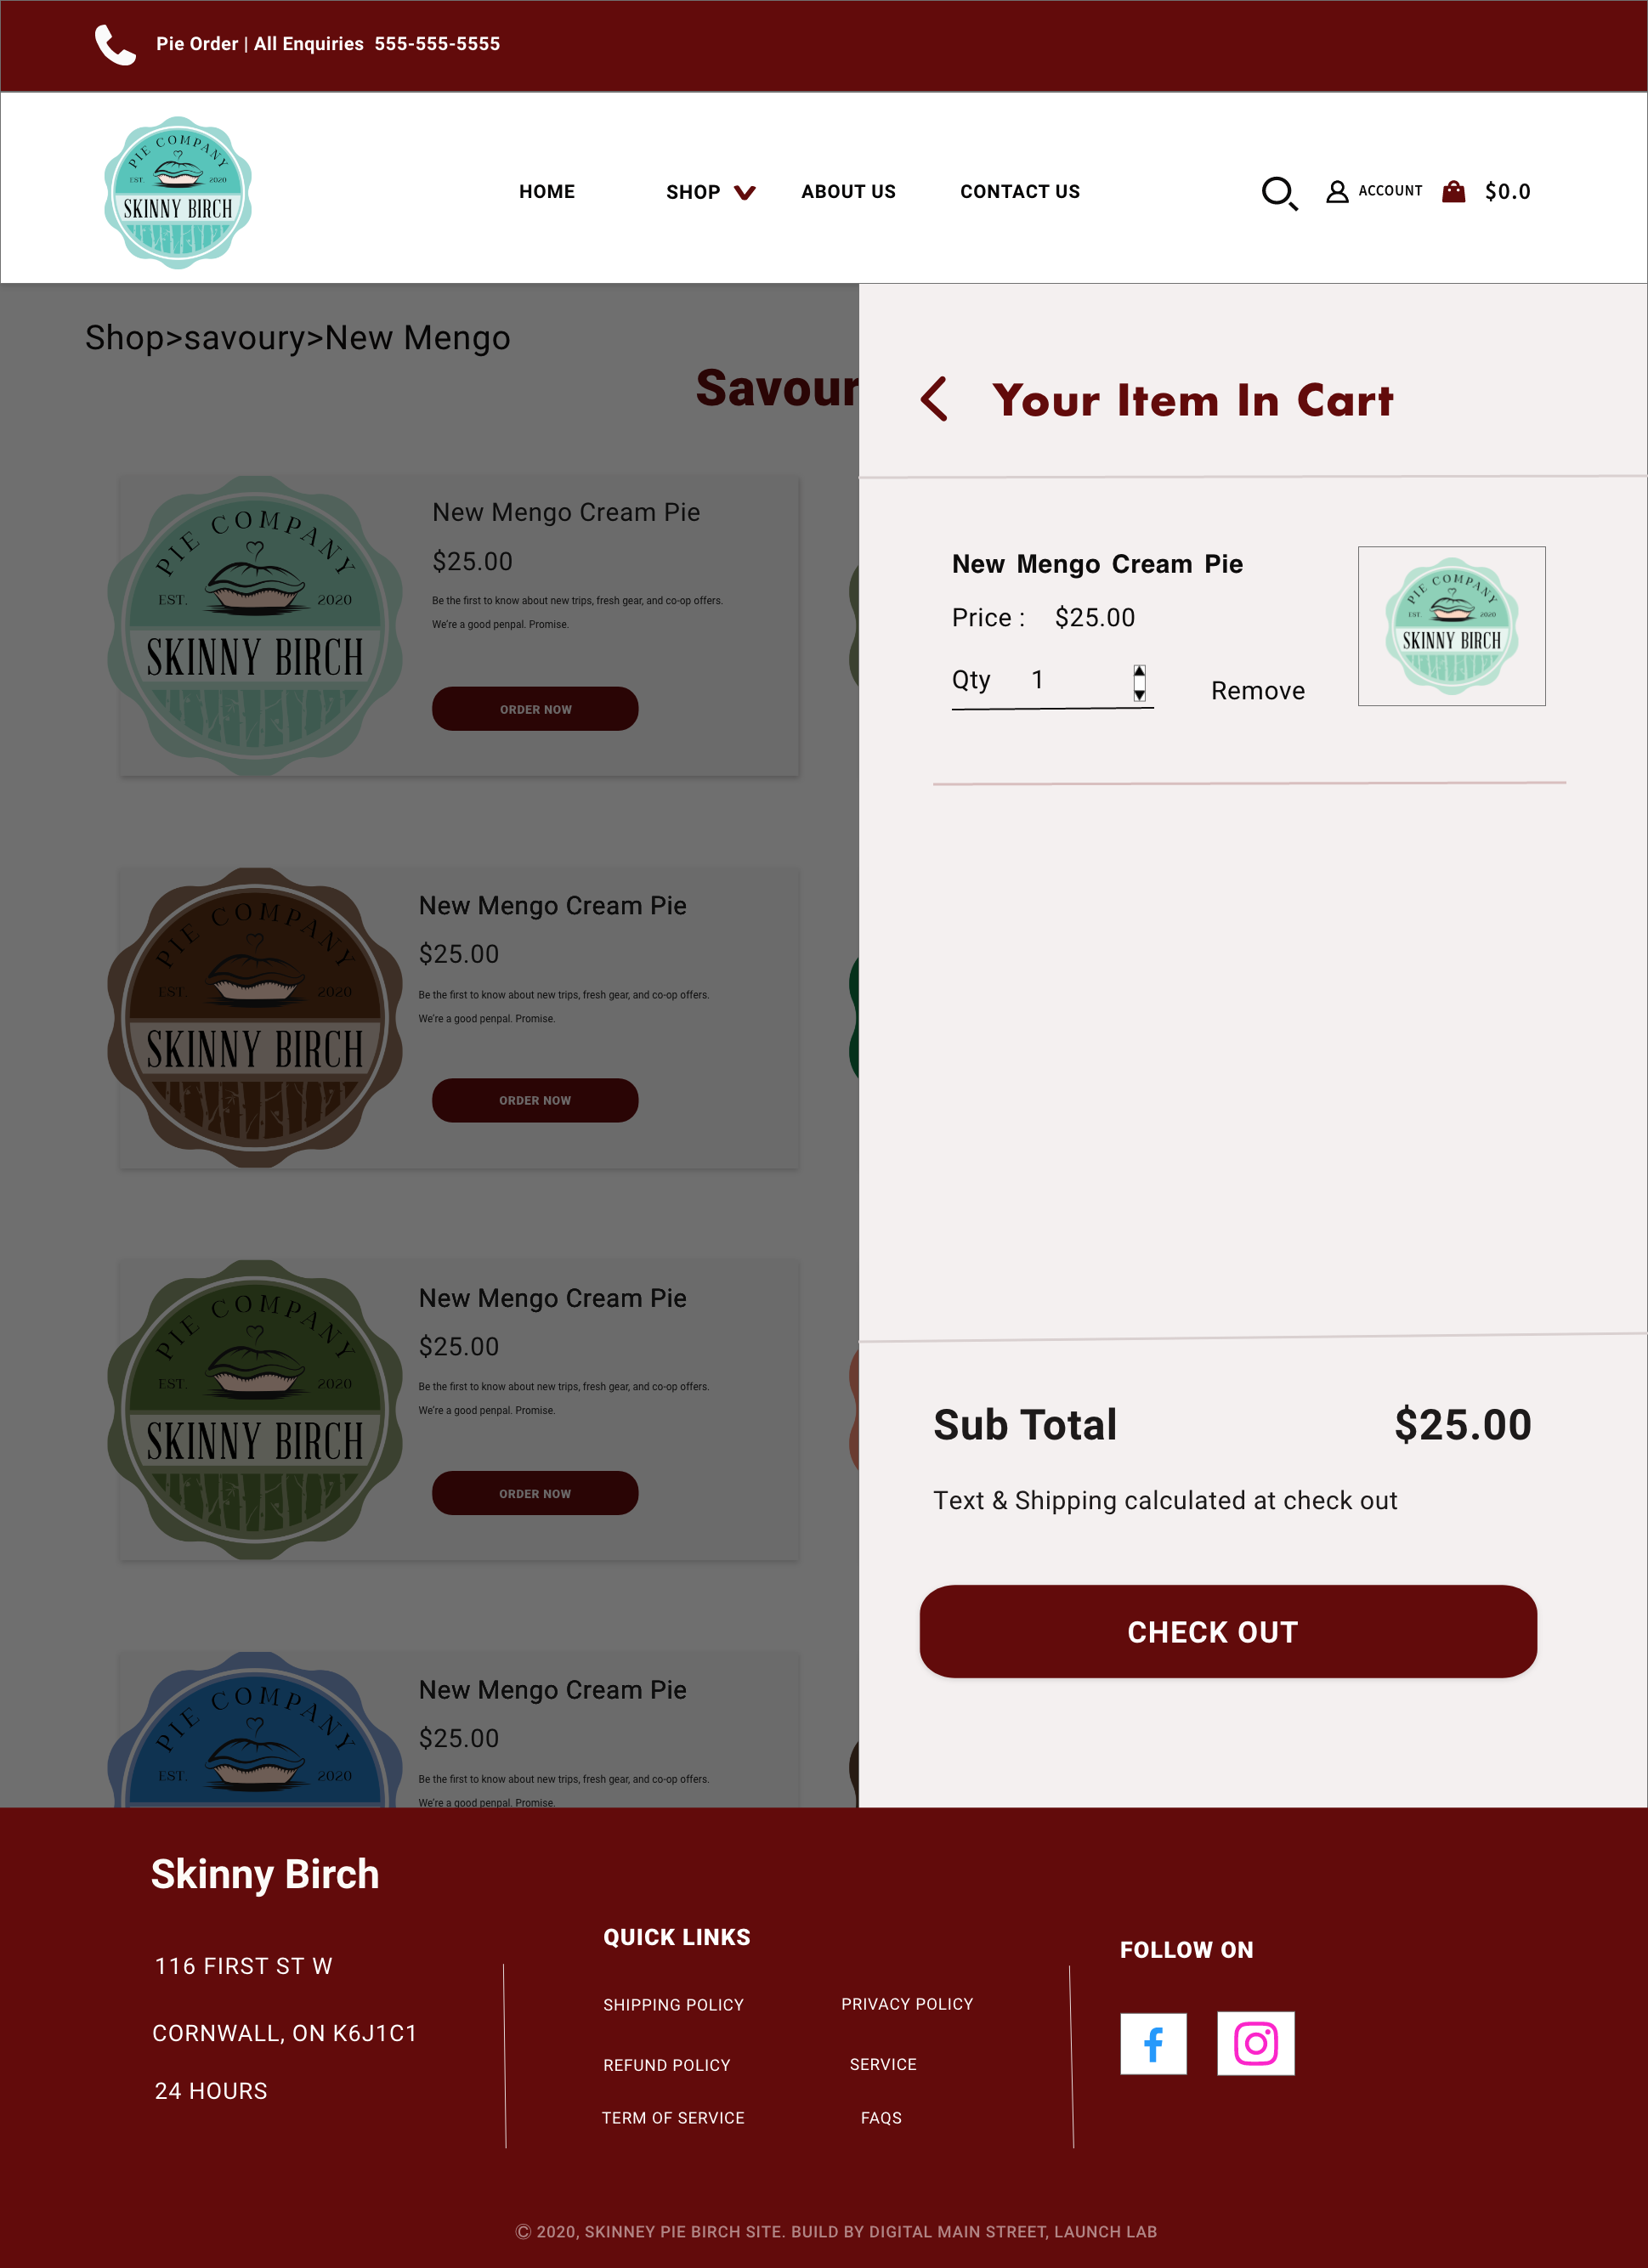 Pie Order | All Enquiries 555-555-5555
PIE COMPANY
EST. 2020
SKINNY BIRCH
HOME SHOP ABOUT US CONTACT US ACCOUNT $0.0
Shop>savoury>New Mengo
Savour
PIE COMPANY
EST. 2020
SKINNY BIRCH
New Mengo Cream Pie
$25.00
Be the first to know about new trips, fresh gear, and co-op offers.
We're a good penpal. Promise.
ORDER NOW
PIE COMPANY
EST. 2020
SKINNY BIRCH
New Mengo Cream Pie
$25.00
Be the first to know about new trips, fresh gear, and co-op offers.
We're a good penpal. Promise.
ORDER NOW
PIE COMPANY
EST. 2020
SKINNY BIRCH
New Mengo Cream Pie
$25.00
Be the first to know about new trips, fresh gear, and co-op offers.
We're a good penpal. Promise.
ORDER NOW
PIE COMPANY
EST. 2020
New Mengo Cream Pie
$25.00
Be the first to know about new trips, fresh gear, and co-op offers.
We're a good penpal. Promise.
Your Item In Cart
New Mengo Cream Pie
Price : $25.00
Qty 1
Remove
PIE COMPANY
EST. 2020
SKINNY BIRCH
Sub Total $25.00
Text & Shipping calculated at check out
CHECK OUT
Skinny Birch
116 FIRST ST W
CORNWALL, ON K6J1C1
24 HOURS
QUICK LINKS
SHIPPING POLICY PRIVACY POLICY
REFUND POLICY SERVICE
TERM OF SERVICE FAQS
FOLLOW ON
© 2020, SKINNEY PIE BIRCH SITE. BUILD BY DIGITAL MAIN STREET, LAUNCH LAB